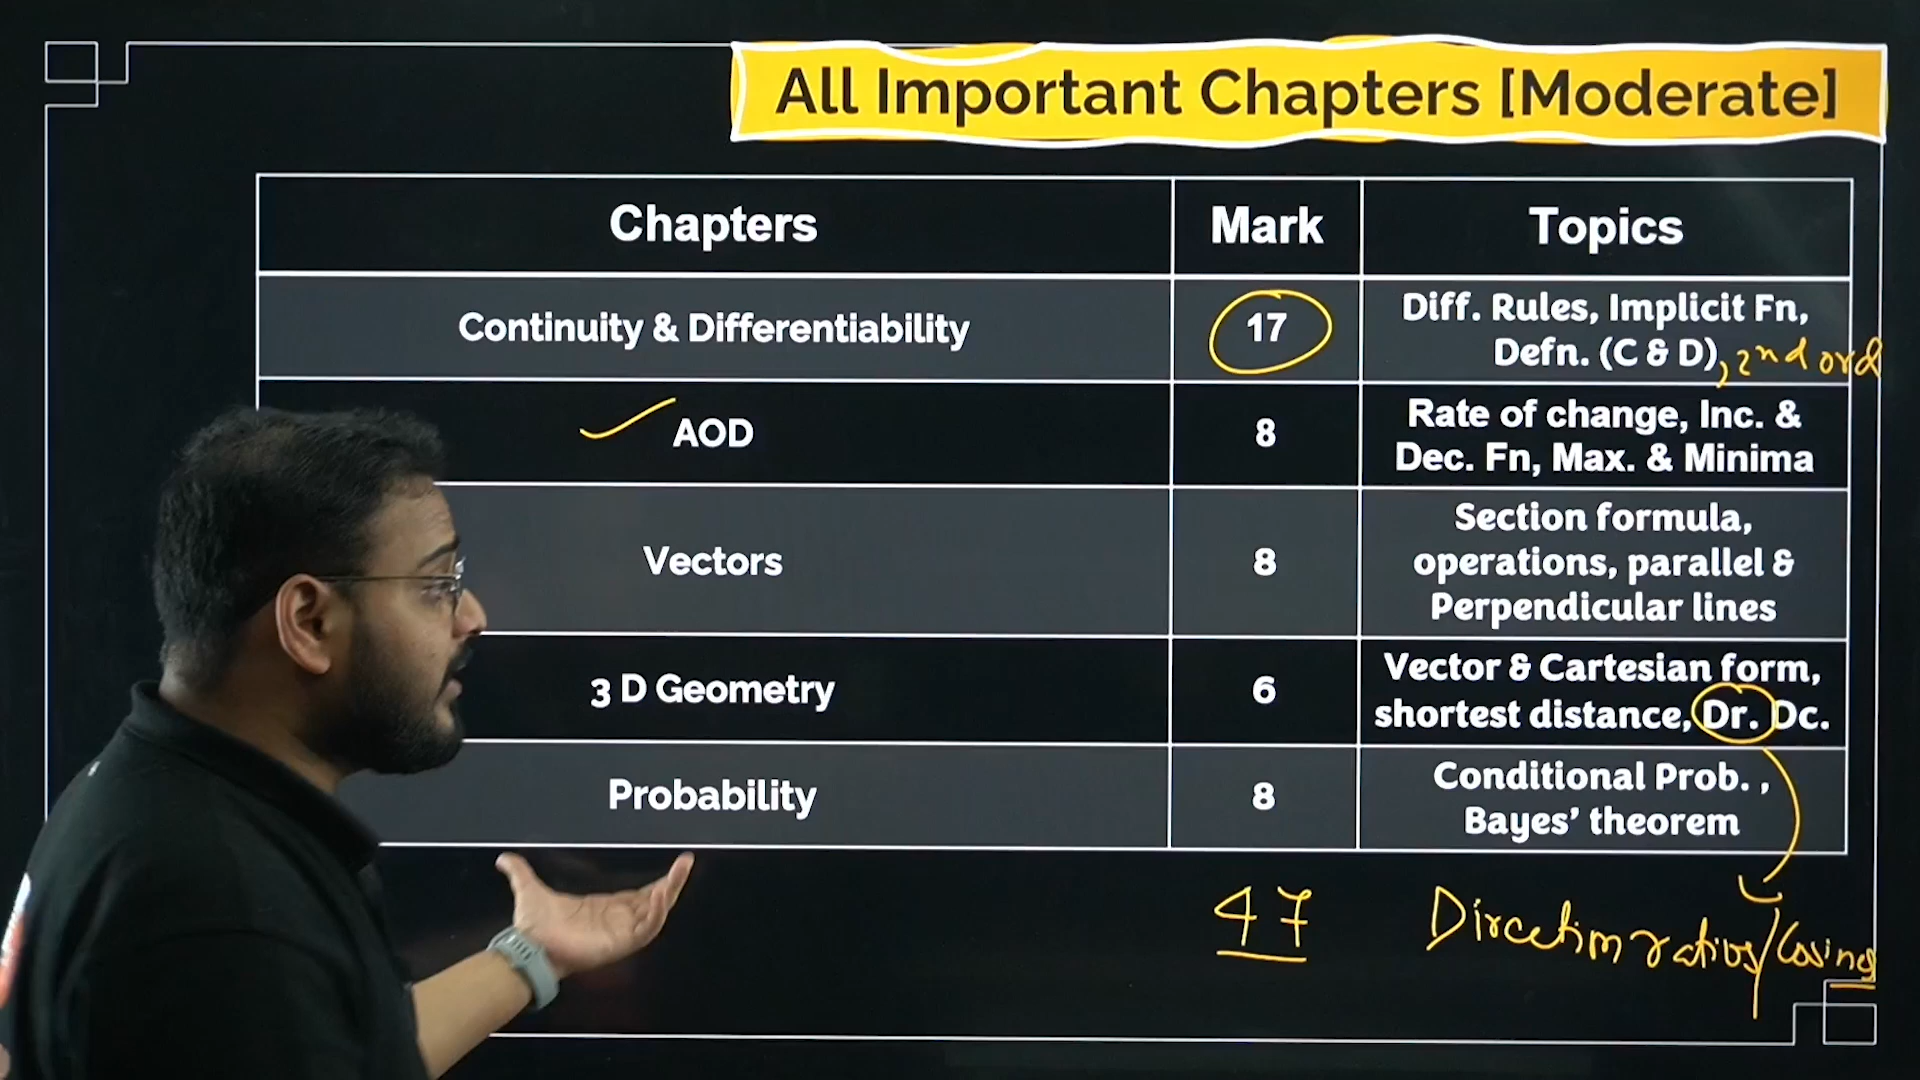 All Important Chapters [Moderate]
Chapters Mark Topics
Continuity & Differentiability 17 Diff. Rules, Implicit Fn,
Defn. (C & D), 2nd ord
AOD 8 Rate of change, Inc. &
Dec. Fn, Max. & Minima
Vectors 8 Section formula,
operations, parallel &
Perpendicular lines
3 D Geometry 6 Vector & Cartesian form,
shortest distance, Dr. Dc.
Probability 8 Conditional Prob. ,
Bayes' theorem
47 Direction ratios/Cosines